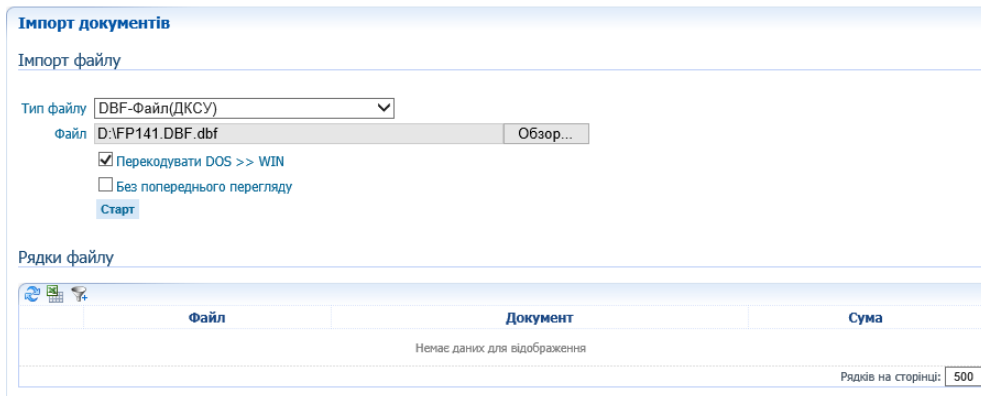 Імпорт документів
Імпорт файлу
Тип файлу DBF-Файл(ДКСУ)
Файл D:\FP141.DBF.dbf Обзор...
Перекодувати DOS >> WIN
Без попереднього перегляду
Старт
Рядки файлу
Файл Документ Сума
Немає даних для відображення
Рядків на сторінці: 500